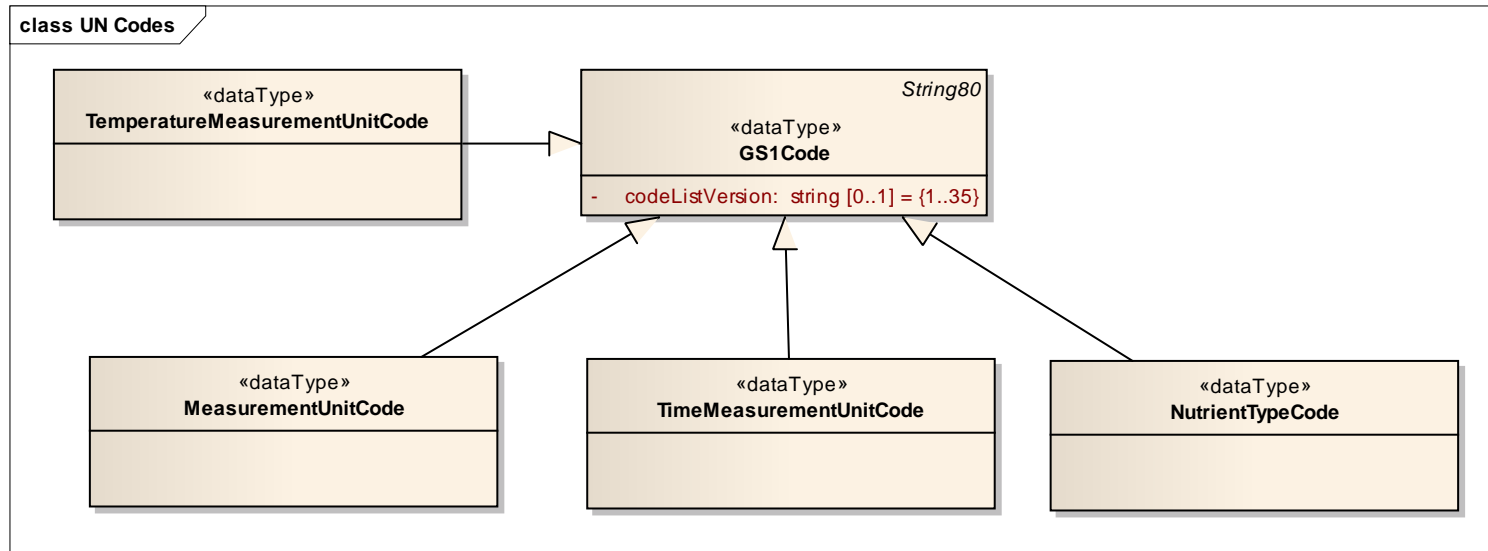 class UN Codes
«dataType»
TemperatureMeasurementUnitCode
String80
«dataType»
GS1Code
- codeListVersion: string [0..1] = {1..35}
«dataType»
MeasurementUnitCode
«dataType»
TimeMeasurementUnitCode
«dataType»
NutrientTypeCode